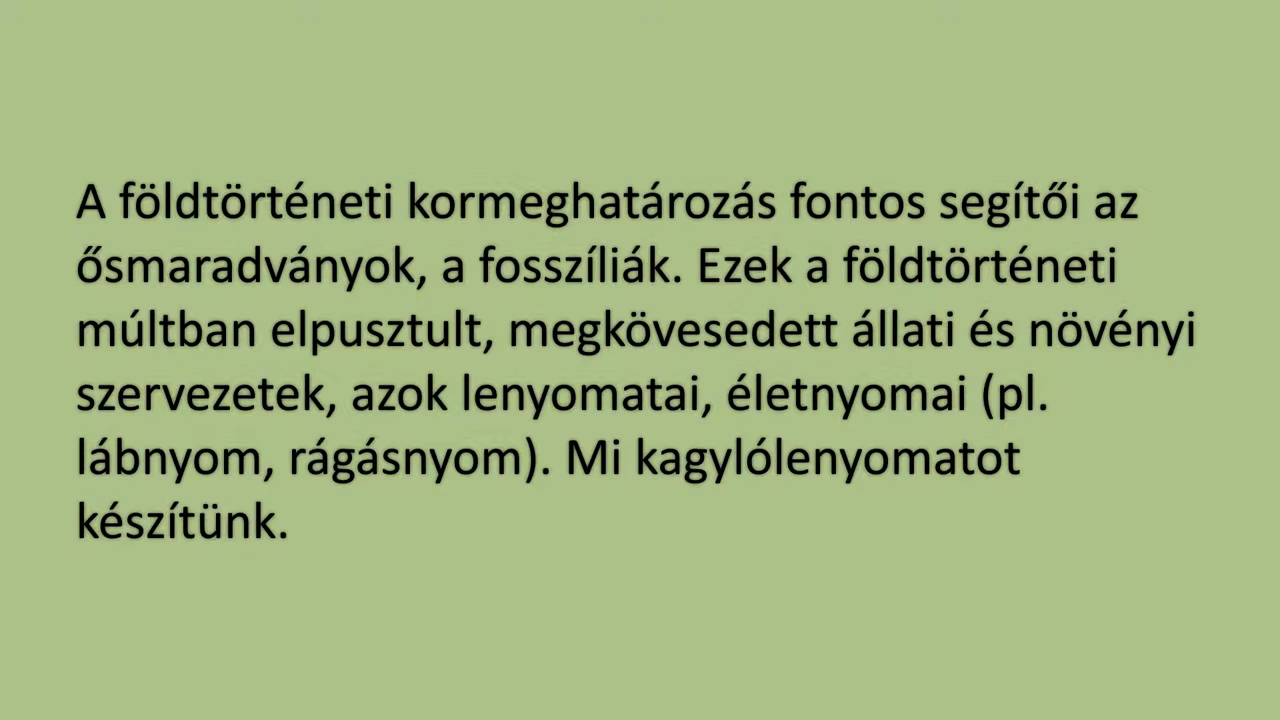 A földtörténeti kormeghatározás fontos segítői az
ősmaradványok, a fosszíliák. Ezek a földtörténeti
múltban elpusztult, megkövesedett állati és növényi
szervezetek, azok lenyomatai, életnyomai (pl.
lábnyom, rágásnyom). Mi kagylólenyomatot
készítünk.